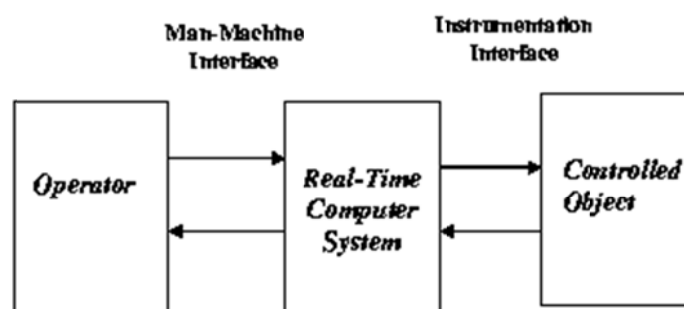 Man-Machine
Interface
Instrumentation
Interface
Operator
Real-Time
Computer
System
Controlled
Object